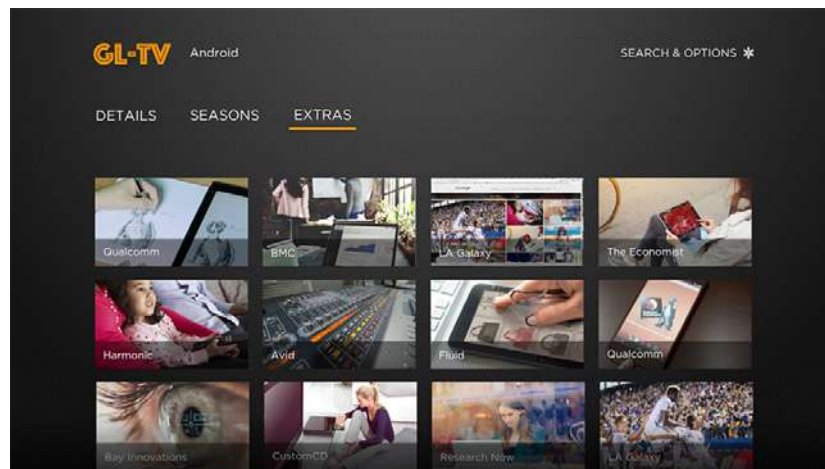 GL-TV Android SEARCH & OPTIONS *
DETAILS SEASONS EXTRAS
Qualcomm BMC LA Galaxy The Economist
Harmonic Avid Fluid Qualcomm
Bay Innovations CustomCD Research Now LA Galaxy